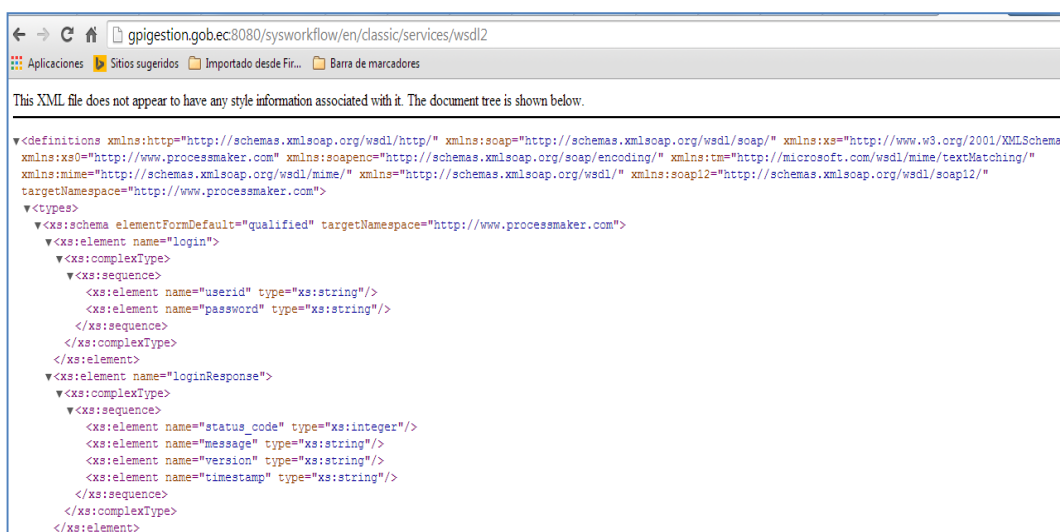 gpigestion.gob.ec:8080/sysworkflow/en/classic/services/wsdl2
Aplicaciones Sitios sugeridos Importado desde Fir... Barra de marcadores
This XML file does not appear to have any style information associated with it. The document tree is shown below.
▼<definitions xmlns:http="http://schemas.xmlsoap.org/wsdl/http/" xmlns:soap="http://schemas.xmlsoap.org/wsdl/soap/" xmlns:xs="http://www.w3.org/2001/XMLSchema
xmlns:xs0="http://www.processmaker.com" xmlns:soapenc="http://schemas.xmlsoap.org/soap/encoding/" xmlns:tm="http://microsoft.com/wsdl/mime/textMatching/"
xmlns:mime="http://schemas.xmlsoap.org/wsdl/mime/" xmlns="http://schemas.xmlsoap.org/wsdl/" xmlns:soap12="http://schemas.xmlsoap.org/wsdl/soap12/"
targetNamespace="http://www.processmaker.com">
▼<types>
▼<xs:schema elementFormDefault="qualified" targetNamespace="http://www.processmaker.com">
▼<xs:element name="login">
▼<xs:complexType>
▼<xs:sequence>
<xs:element name="userid" type="xs:string"/>
<xs:element name="password" type="xs:string"/>
</xs:sequence>
</xs:complexType>
</xs:element>
▼<xs:element name="loginResponse">
▼<xs:complexType>
▼<xs:sequence>
<xs:element name="status_code" type="xs:integer"/>
<xs:element name="message" type="xs:string"/>
<xs:element name="version" type="xs:string"/>
<xs:element name="timestamp" type="xs:string"/>
</xs:sequence>
</xs:complexType>
</xs:element>